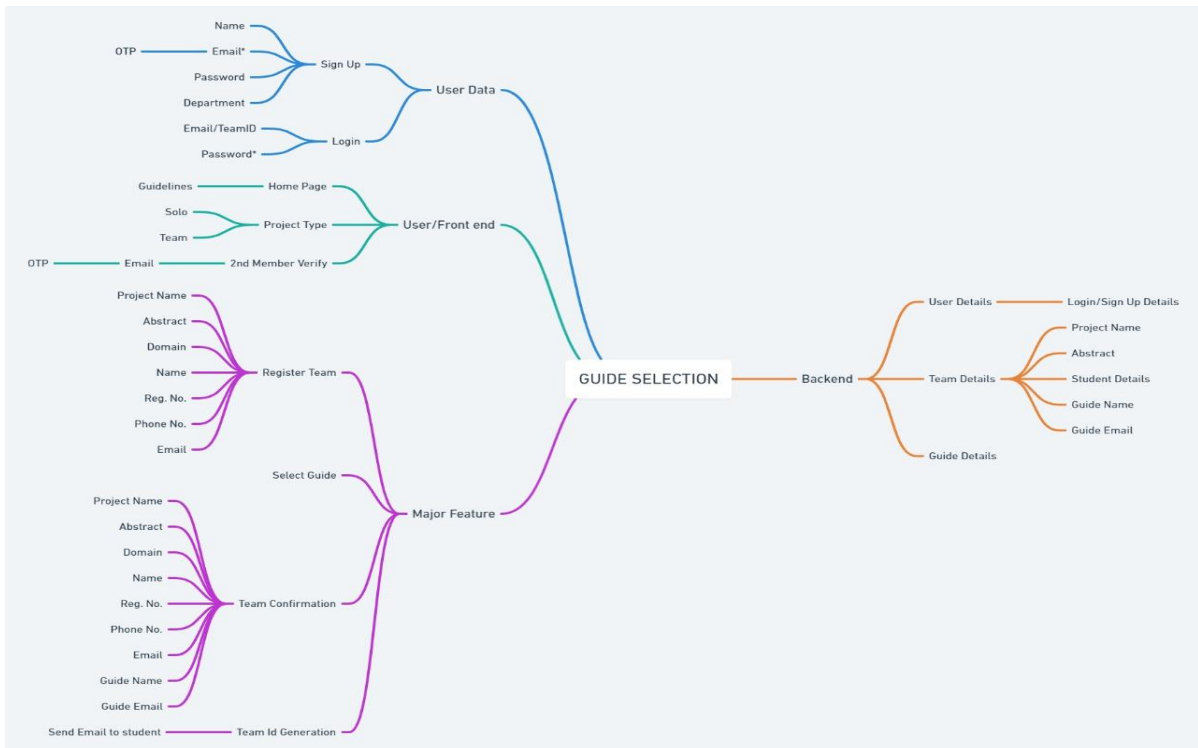 Name
OTP
Email*
Sign Up
Password
Department
User Data
Email/TeamID
Login
Password*
Guidelines
Home Page
Solo
Project Type
Team
User/Front end
OTP
Email
2nd Member Verify
Project Name
Abstract
Domain
Name
Register Team
Reg. No.
Phone No.
Email
Select Guide
Major Feature
Project Name
Abstract
Domain
Name
Reg. No.
Team Confirmation
Phone No.
Email
Guide Name
Guide Email
Send Email to student
Team Id Generation
GUIDE SELECTION
Backend
User Details
Login/Sign Up Details
Team Details
Project Name
Abstract
Student Details
Guide Name
Guide Email
Guide Details